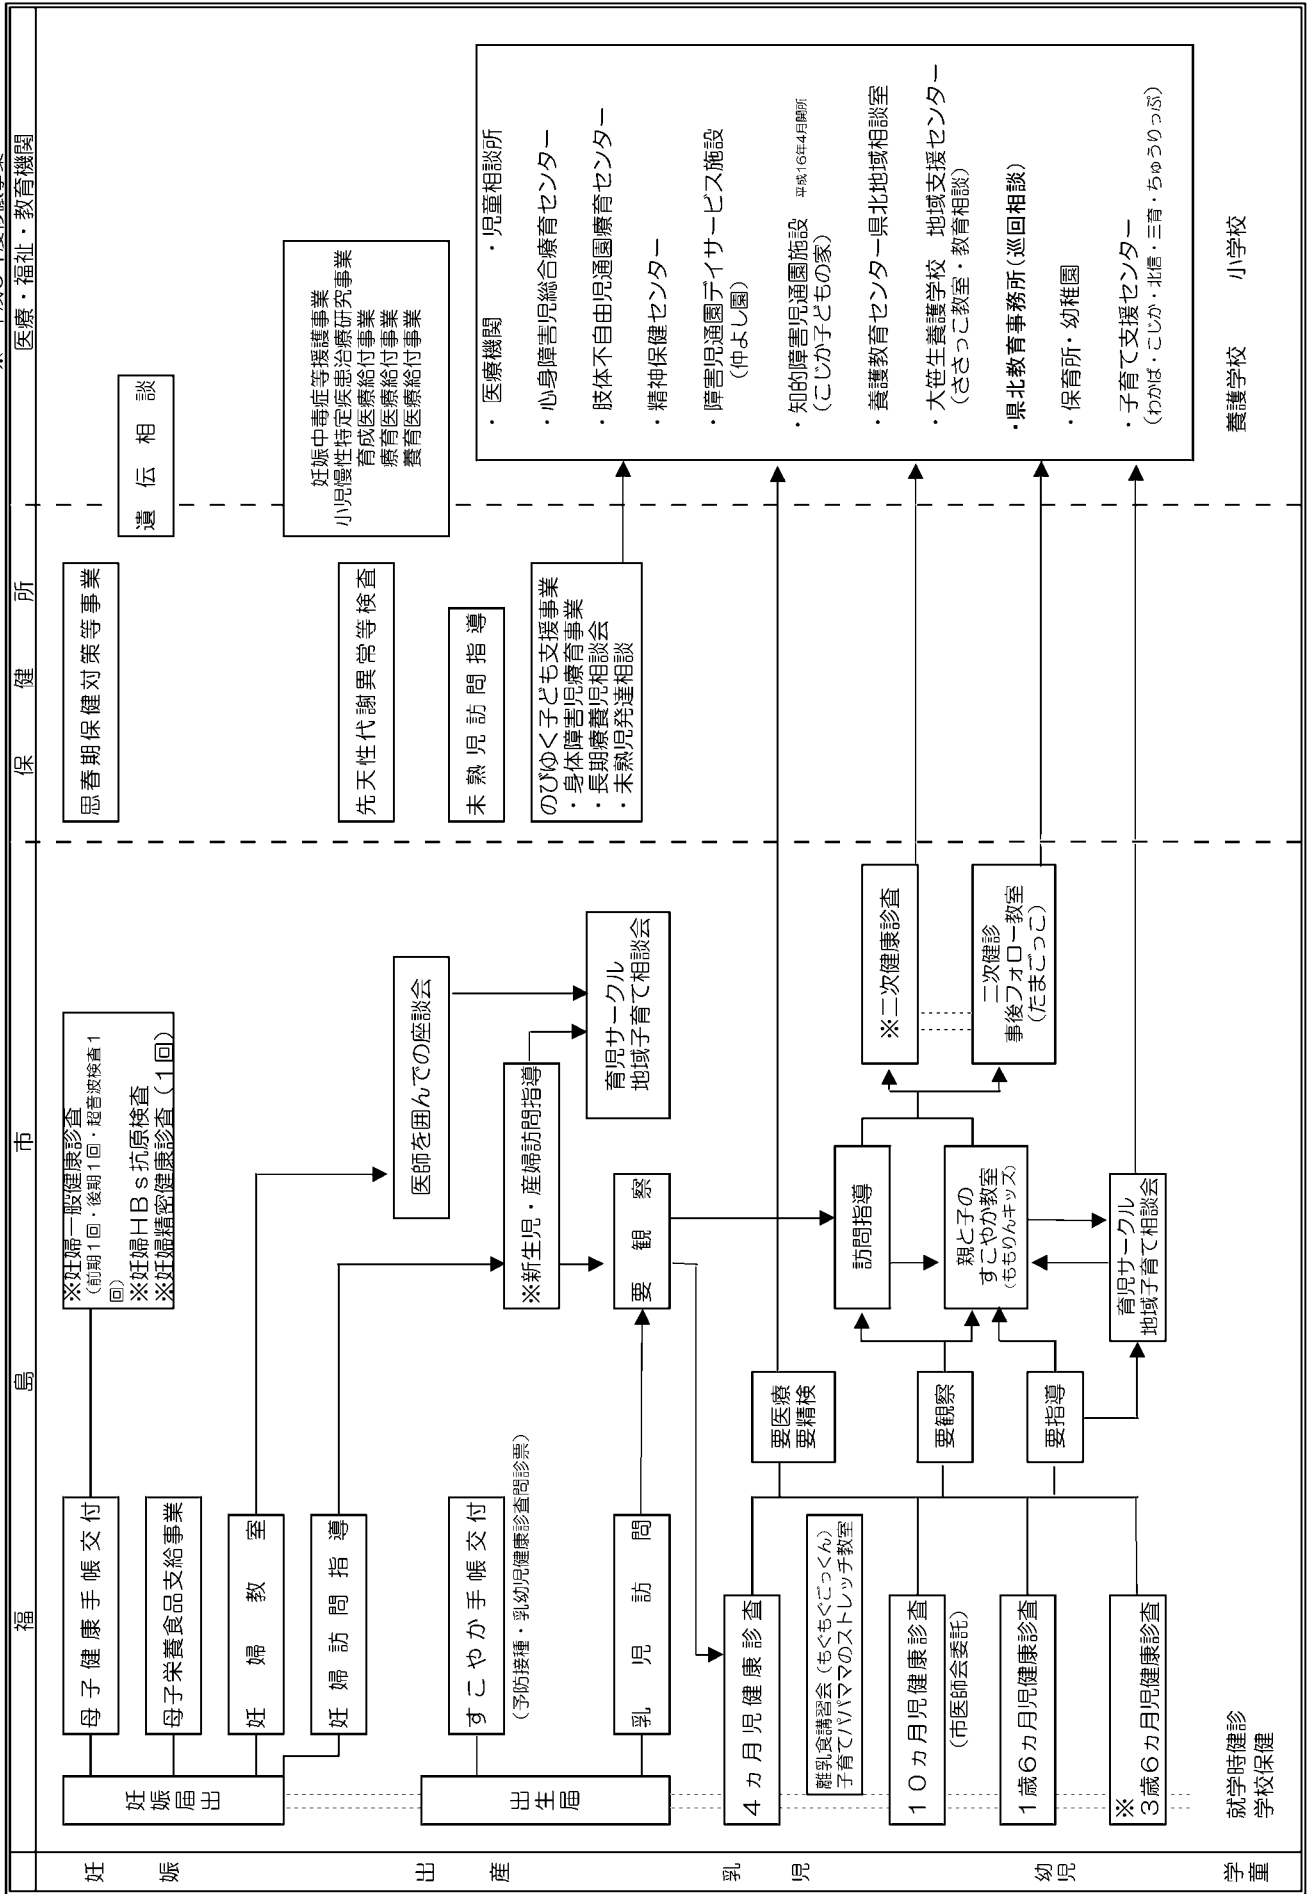 福島市
保健所
医療・福祉・教育機関
妊娠
出産
乳児
幼児
学童
妊娠届出
母子健康手帳交付
※妊婦一般健康診査
(前期1回・後期1回・超音波検査1
回)
※妊婦HBs抗原検査
※妊婦精密健康診査(1回)
母子栄養食品支給事業
妊婦教室
妊婦訪問指導
思春期保健対策等事業
遺伝相談
妊娠中毒症等援護事業
小児慢性特定疾患治療研究事業
育成医療給付事業
療育医療給付事業
養育医療給付事業
出生届
すこやか手帳交付
(予防接種・乳幼児健康診査問診票)
乳児訪問
医師を囲んでの座談会
※新生児・産婦訪問指導
育児サークル
地域子育て相談会
要観察
先天性代謝異常等検査
未熟児訪問指導
のびゆく子ども支援事業
・身体障害児療育事業
・長期療養児相談会
・未熟児発達相談
4ヵ月児健康診査
離乳食講習会(もぐもぐごっくん)
子育てパパママのストレッチ教室
10ヵ月児健康診査
(市医師会委託)
1歳6ヵ月児健康診査
※
3歳6ヵ月児健康診査
要医療
要精検
要観察
要指導
訪問指導
親と子の
すこやか教室
(ももりんキッズ)
育児サークル
地域子育て相談会
※二次健康診査
二次健診
事後フォロー教室
(たまごっこ)
・医療機関 ・児童相談所
・心身障害児総合療育センター
・肢体不自由児通園療育センター
・精神保健センター
・障害児通園デイサービス施設
(仲よし園)
・知的障害児通園施設 平成16年4月開所
(こじか子どもの家)
・養護教育センター県北地域相談室
・大笹生養護学校 地域支援センター
(ささっこ教室・教育相談)
・県北教育事務所(巡回相談)
・保育所・幼稚園
・子育て支援センター
(わかば・こじか・北信・三育・ちゅうりっぷ)
就学時健診
学校保健
養護学校 小学校